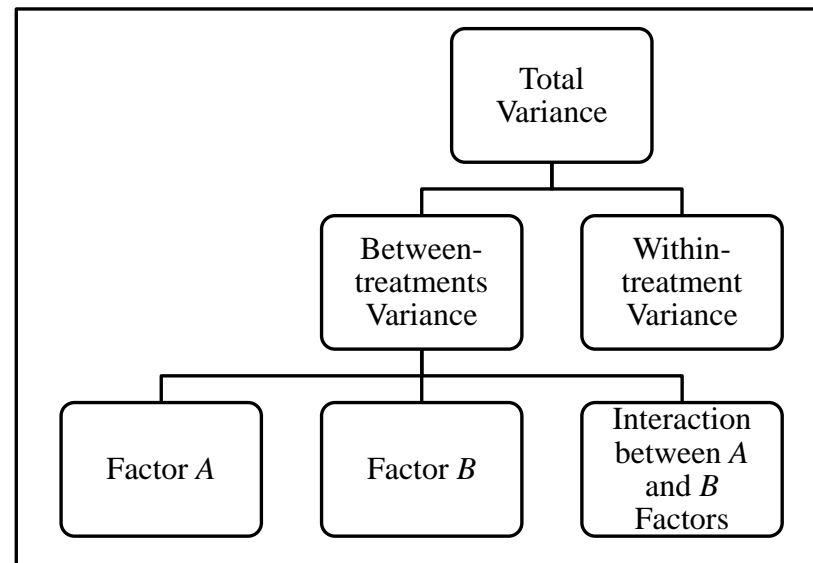 Total
Variance
Between-
treatments
Variance
Within-
treatment
Variance
Factor A
Factor B
Interaction
between A
and B
Factors